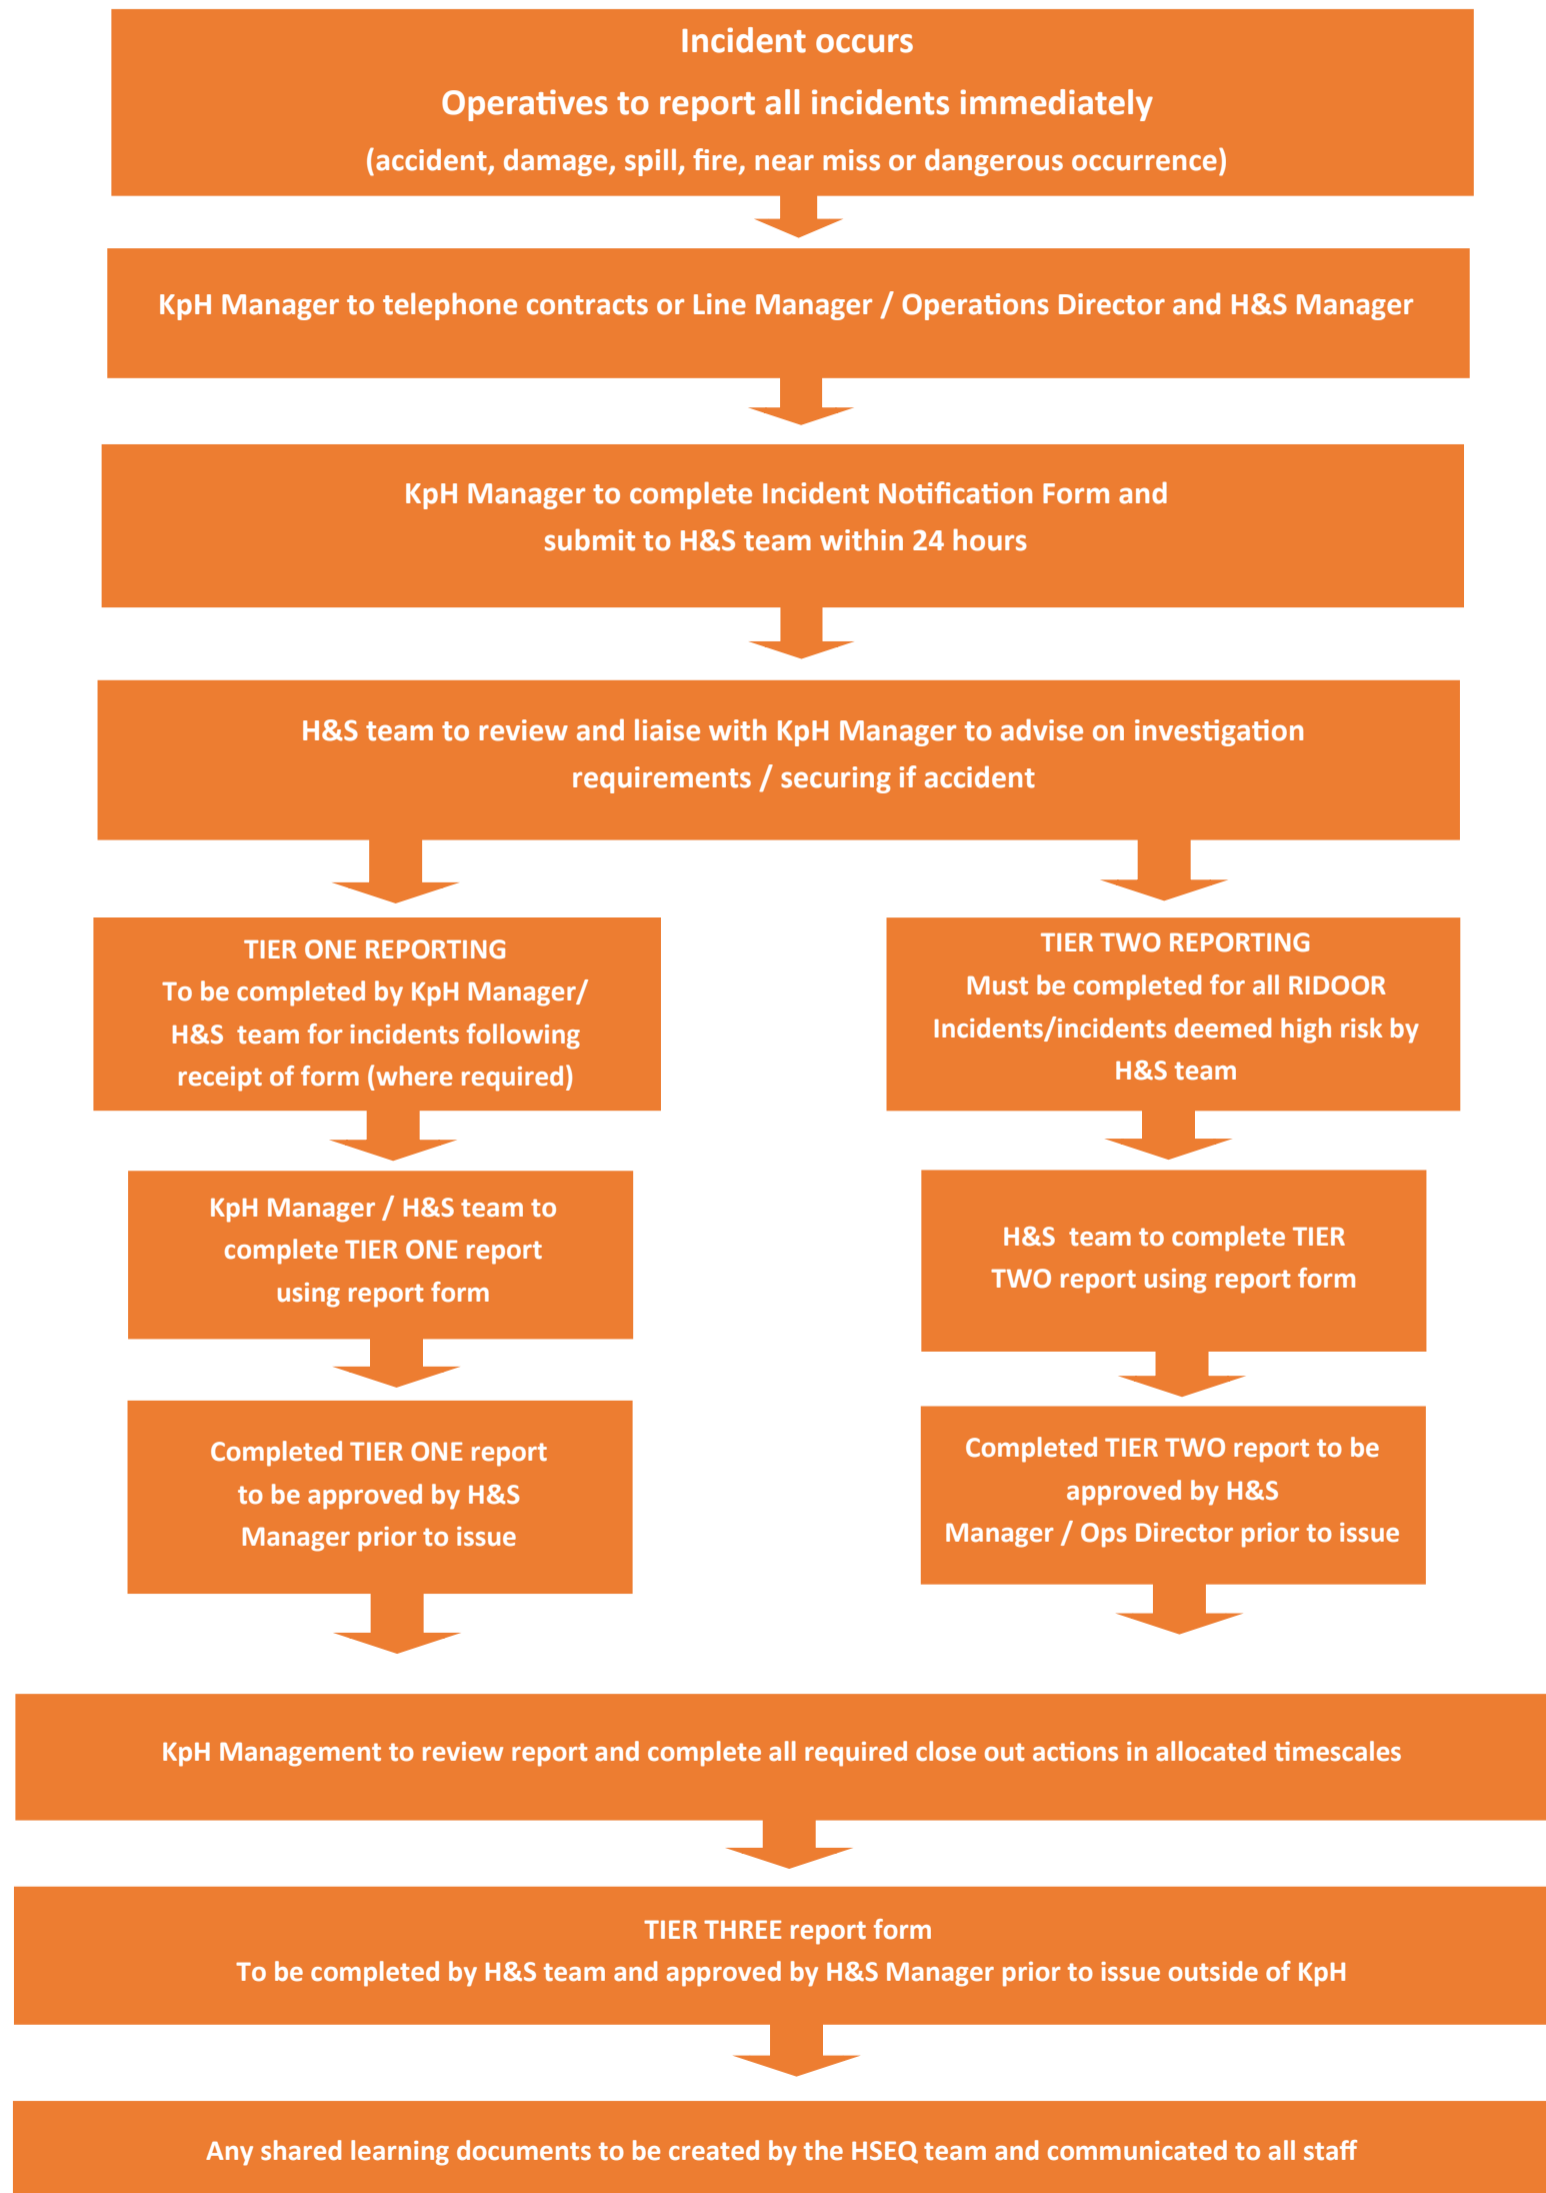 Incident occurs
Operatives to report all incidents immediately
(accident, damage, spill, fire, near miss or dangerous occurrence)
KpH Manager to telephone contracts or Line Manager / Operations Director and H&S Manager
KpH Manager to complete Incident Notification Form and
submit to H&S team within 24 hours
H&S team to review and liaise with KpH Manager to advise on investigation
requirements / securing if accident
TIER ONE REPORTING
To be completed by KpH Manager/
H&S team for incidents following
receipt of form (where required)
KpH Manager / H&S team to
complete TIER ONE report
using report form
Completed TIER ONE report
to be approved by H&S
Manager prior to issue
TIER TWO REPORTING
Must be completed for all RIDOOR
Incidents/incidents deemed high risk by
H&S team
H&S team to complete TIER
TWO report using report form
Completed TIER TWO report to be
approved by H&S
Manager / Ops Director prior to issue
KpH Management to review report and complete all required close out actions in allocated timescales
TIER THREE report form
To be completed by H&S team and approved by H&S Manager prior to issue outside of KpH
Any shared learning documents to be created by the HSEQ team and communicated to all staff